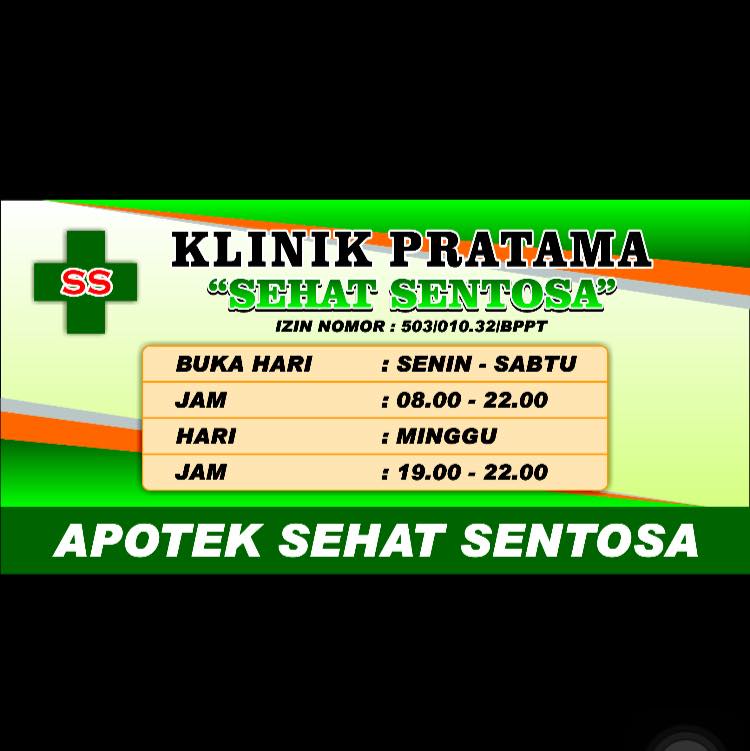 SS
KLINIK PRATAMA
“SEHAT SENTOSA”
IZIN NOMOR : 503/010.32/BPPT
BUKA HARI : SENIN - SABTU
JAM : 08.00 - 22.00
HARI : MINGGU
JAM : 19.00 - 22.00
APOTEK SEHAT SENTOSA